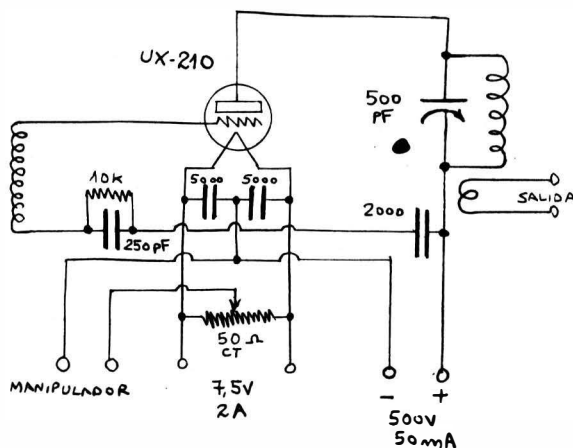 UX-210
500
PF
10K
5000
5000
250pF
2000
SALIDA
50 Ω
CT
MANIPULADOR
7,5V
2A
- +
500V
50mA